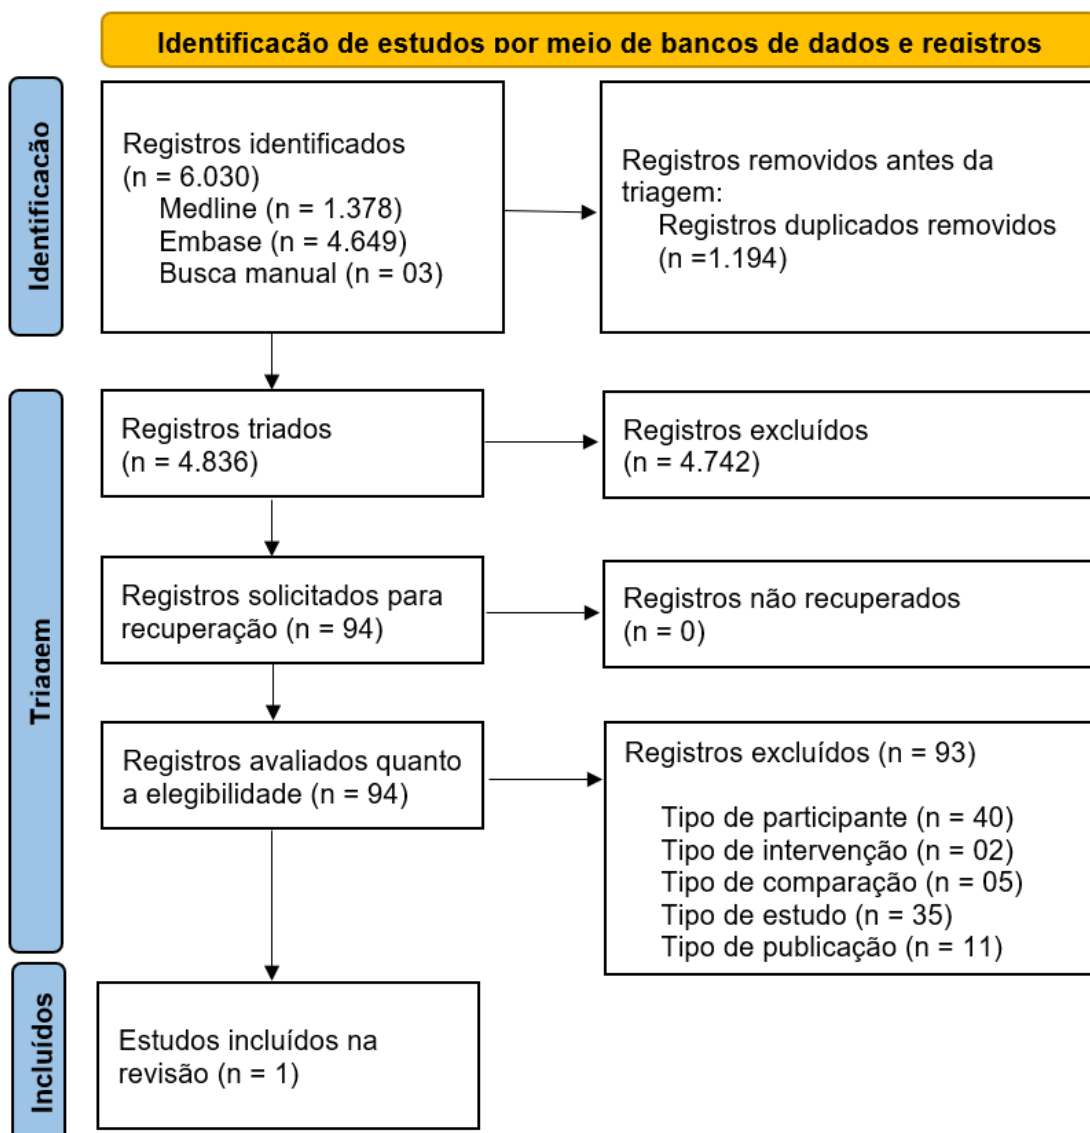 Identificação de estudos por meio de bancos de dados e registros
Identificação
Registros identificados
(n = 6.030)
Medline (n = 1.378)
Embase (n = 4.649)
Busca manual (n = 03)
Registros removidos antes da
triagem:
Registros duplicados removidos
(n =1.194)
Triagem
Registros triados
(n = 4.836)
Registros excluídos
(n = 4.742)
Registros solicitados para
recuperação (n = 94)
Registros não recuperados
(n = 0)
Registros avaliados quanto
a elegibilidade (n = 94)
Registros excluídos (n = 93)
Tipo de participante (n = 40)
Tipo de intervenção (n = 02)
Tipo de comparação (n = 05)
Tipo de estudo (n = 35)
Tipo de publicação (n = 11)
Incluídos
Estudos incluídos na
revisão (n = 1)